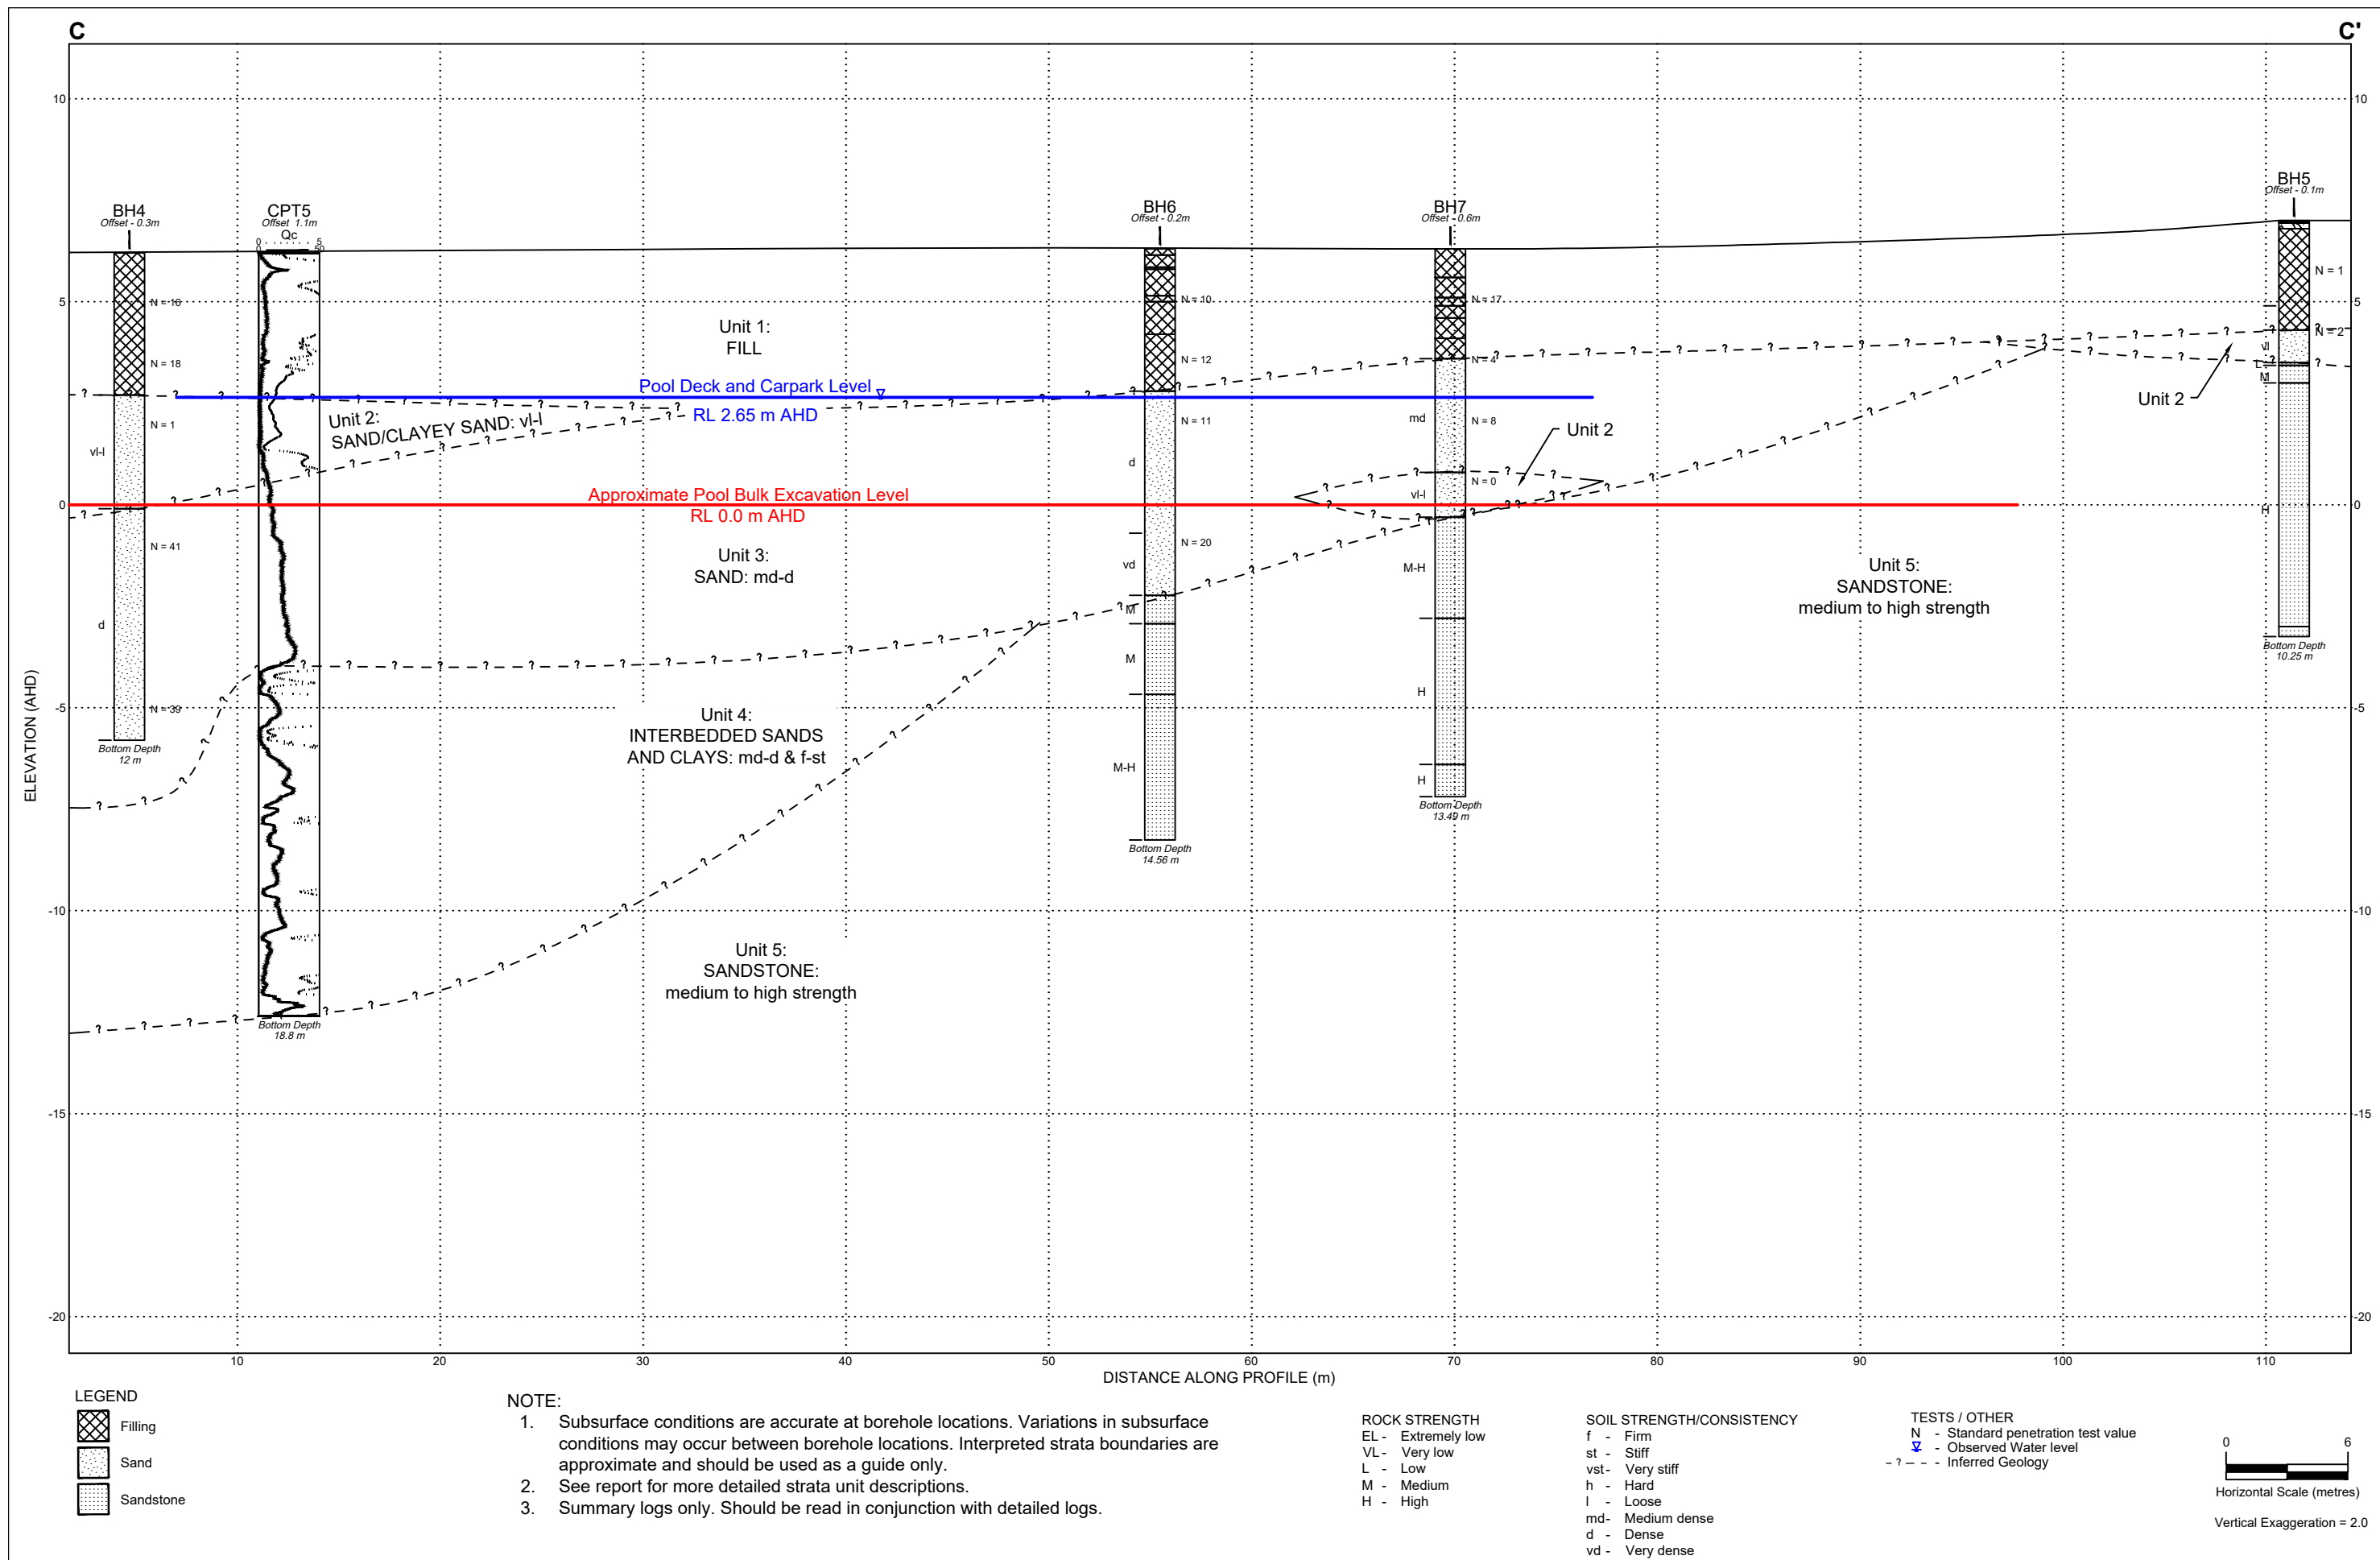 C
C'
10
10
BH5
Offset - 0.1m
BH4
Offset - 0.3m
CPT5
Offset 1.1m
Qc
0 5
0 50
BH6
Offset - 0.2m
BH7
Offset - 0.6m
N = 1
5
N = 16
N = 10
N = 17
5
Unit 1:
FILL
N = 2
vl
N = 18
N = 12
N = 4
L
M
Pool Deck and Carpark Level
RL 2.65 m AHD
Unit 2
Unit 2:
SAND/CLAYEY SAND: vl-l
N = 1
N = 11
md
N = 8
Unit 2
vl-l
d
N = 0
vl-l
Approximate Pool Bulk Excavation Level
RL 0.0 m AHD
0
0
H
N = 41
N = 20
Unit 3:
SAND: md-d
vd
M-H
Unit 5:
SANDSTONE:
medium to high strength
d
M
Bottom Depth
10.25 m
M
H
ELEVATION (AHD)
-5
N = 39
-5
Unit 4:
INTERBEDDED SANDS
AND CLAYS: md-d & f-st
Bottom Depth
12 m
M-H
H
Bottom Depth
13.49 m
Bottom Depth
14.56 m
-10
-10
Unit 5:
SANDSTONE:
medium to high strength
Bottom Depth
18.8 m
-15
-15
-20
-20
10 20 30 40 50 60 70 80 90 100 110
DISTANCE ALONG PROFILE (m)
LEGEND
Filling
Sand
Sandstone
NOTE:
1. Subsurface conditions are accurate at borehole locations. Variations in subsurface
conditions may occur between borehole locations. Interpreted strata boundaries are
approximate and should be used as a guide only.
2. See report for more detailed strata unit descriptions.
3. Summary logs only. Should be read in conjunction with detailed logs.
ROCK STRENGTH
EL - Extremely low
VL - Very low
L - Low
M - Medium
H - High
SOIL STRENGTH/CONSISTENCY
f - Firm
st - Stiff
vst - Very stiff
h - Hard
l - Loose
md - Medium dense
d - Dense
vd - Very dense
TESTS / OTHER
N - Standard penetration test value
- Observed Water level
– ? – – - Inferred Geology
0 6
Horizontal Scale (metres)
Vertical Exaggeration = 2.0